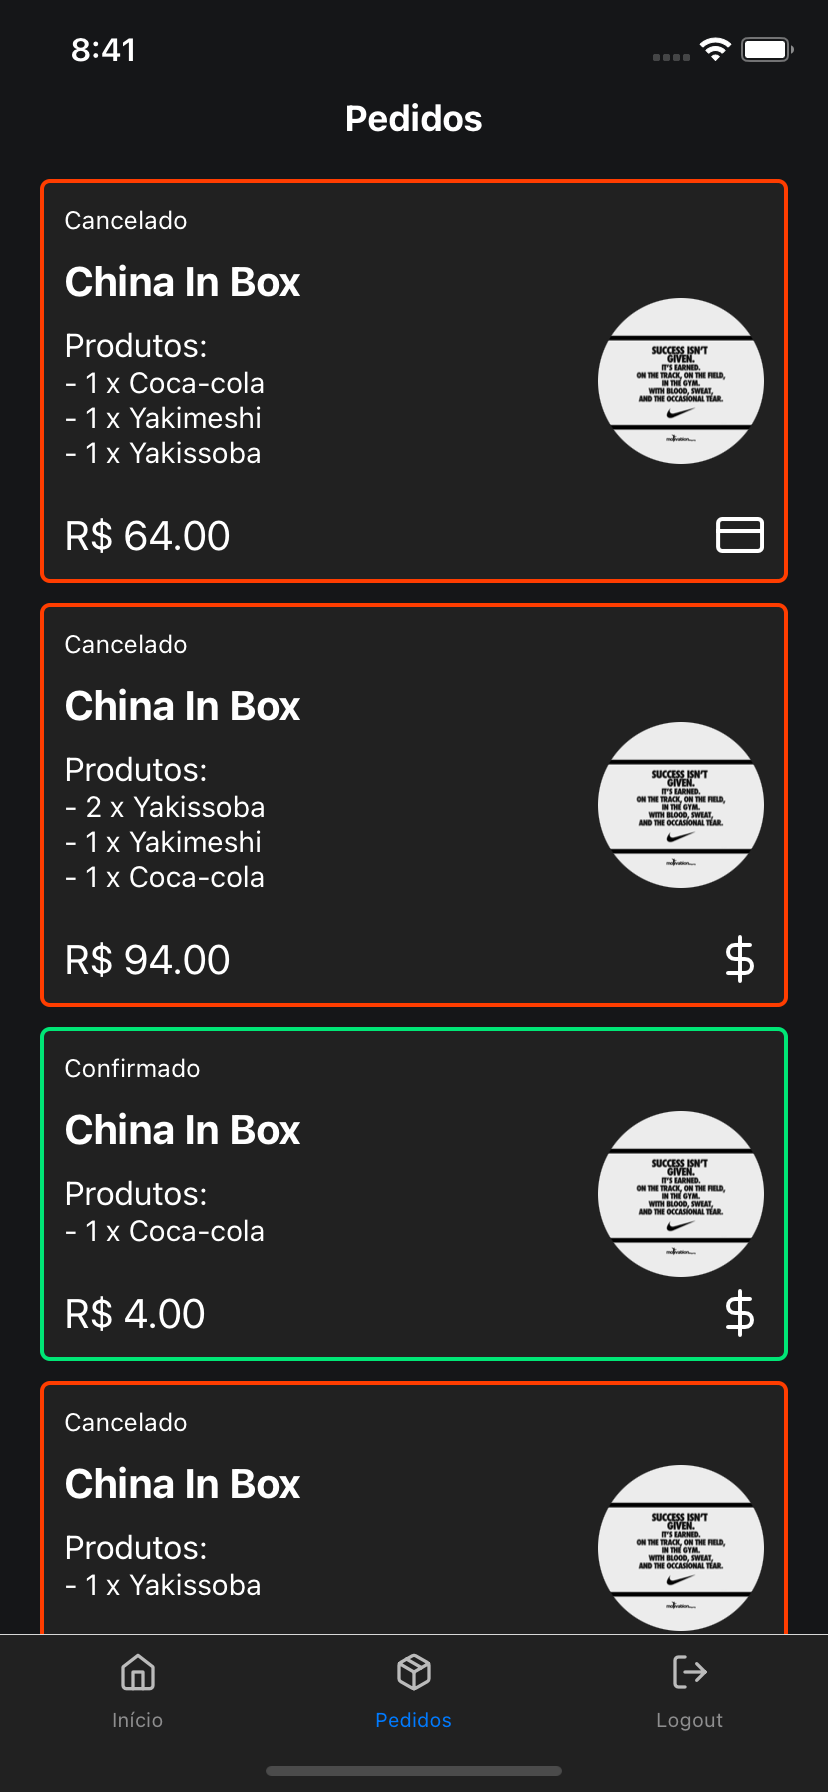 8:41
Pedidos
Cancelado
China In Box
Produtos:
- 1 x Coca-cola
- 1 x Yakimeshi
- 1 x Yakissoba
SUCCESS ISN'T
GIVEN.
IT'S EARNED.
ON THE TRACK, ON THE FIELD,
IN THE GYM.
WITH BLOOD, SWEAT,
AND THE OCCASIONAL TEAR.
R$ 64.00
Cancelado
China In Box
Produtos:
- 2 x Yakissoba
- 1 x Yakimeshi
- 1 x Coca-cola
SUCCESS ISN'T
GIVEN.
IT'S EARNED.
ON THE TRACK, ON THE FIELD,
IN THE GYM.
WITH BLOOD, SWEAT,
AND THE OCCASIONAL TEAR.
R$ 94.00
$
Confirmado
China In Box
Produtos:
- 1 x Coca-cola
SUCCESS ISN'T
GIVEN.
IT'S EARNED.
ON THE TRACK, ON THE FIELD,
IN THE GYM.
WITH BLOOD, SWEAT,
AND THE OCCASIONAL TEAR.
R$ 4.00
$
Cancelado
China In Box
Produtos:
- 1 x Yakissoba
SUCCESS ISN'T
GIVEN.
IT'S EARNED.
ON THE TRACK, ON THE FIELD,
IN THE GYM.
WITH BLOOD, SWEAT,
AND THE OCCASIONAL TEAR.
Início
Pedidos
Logout